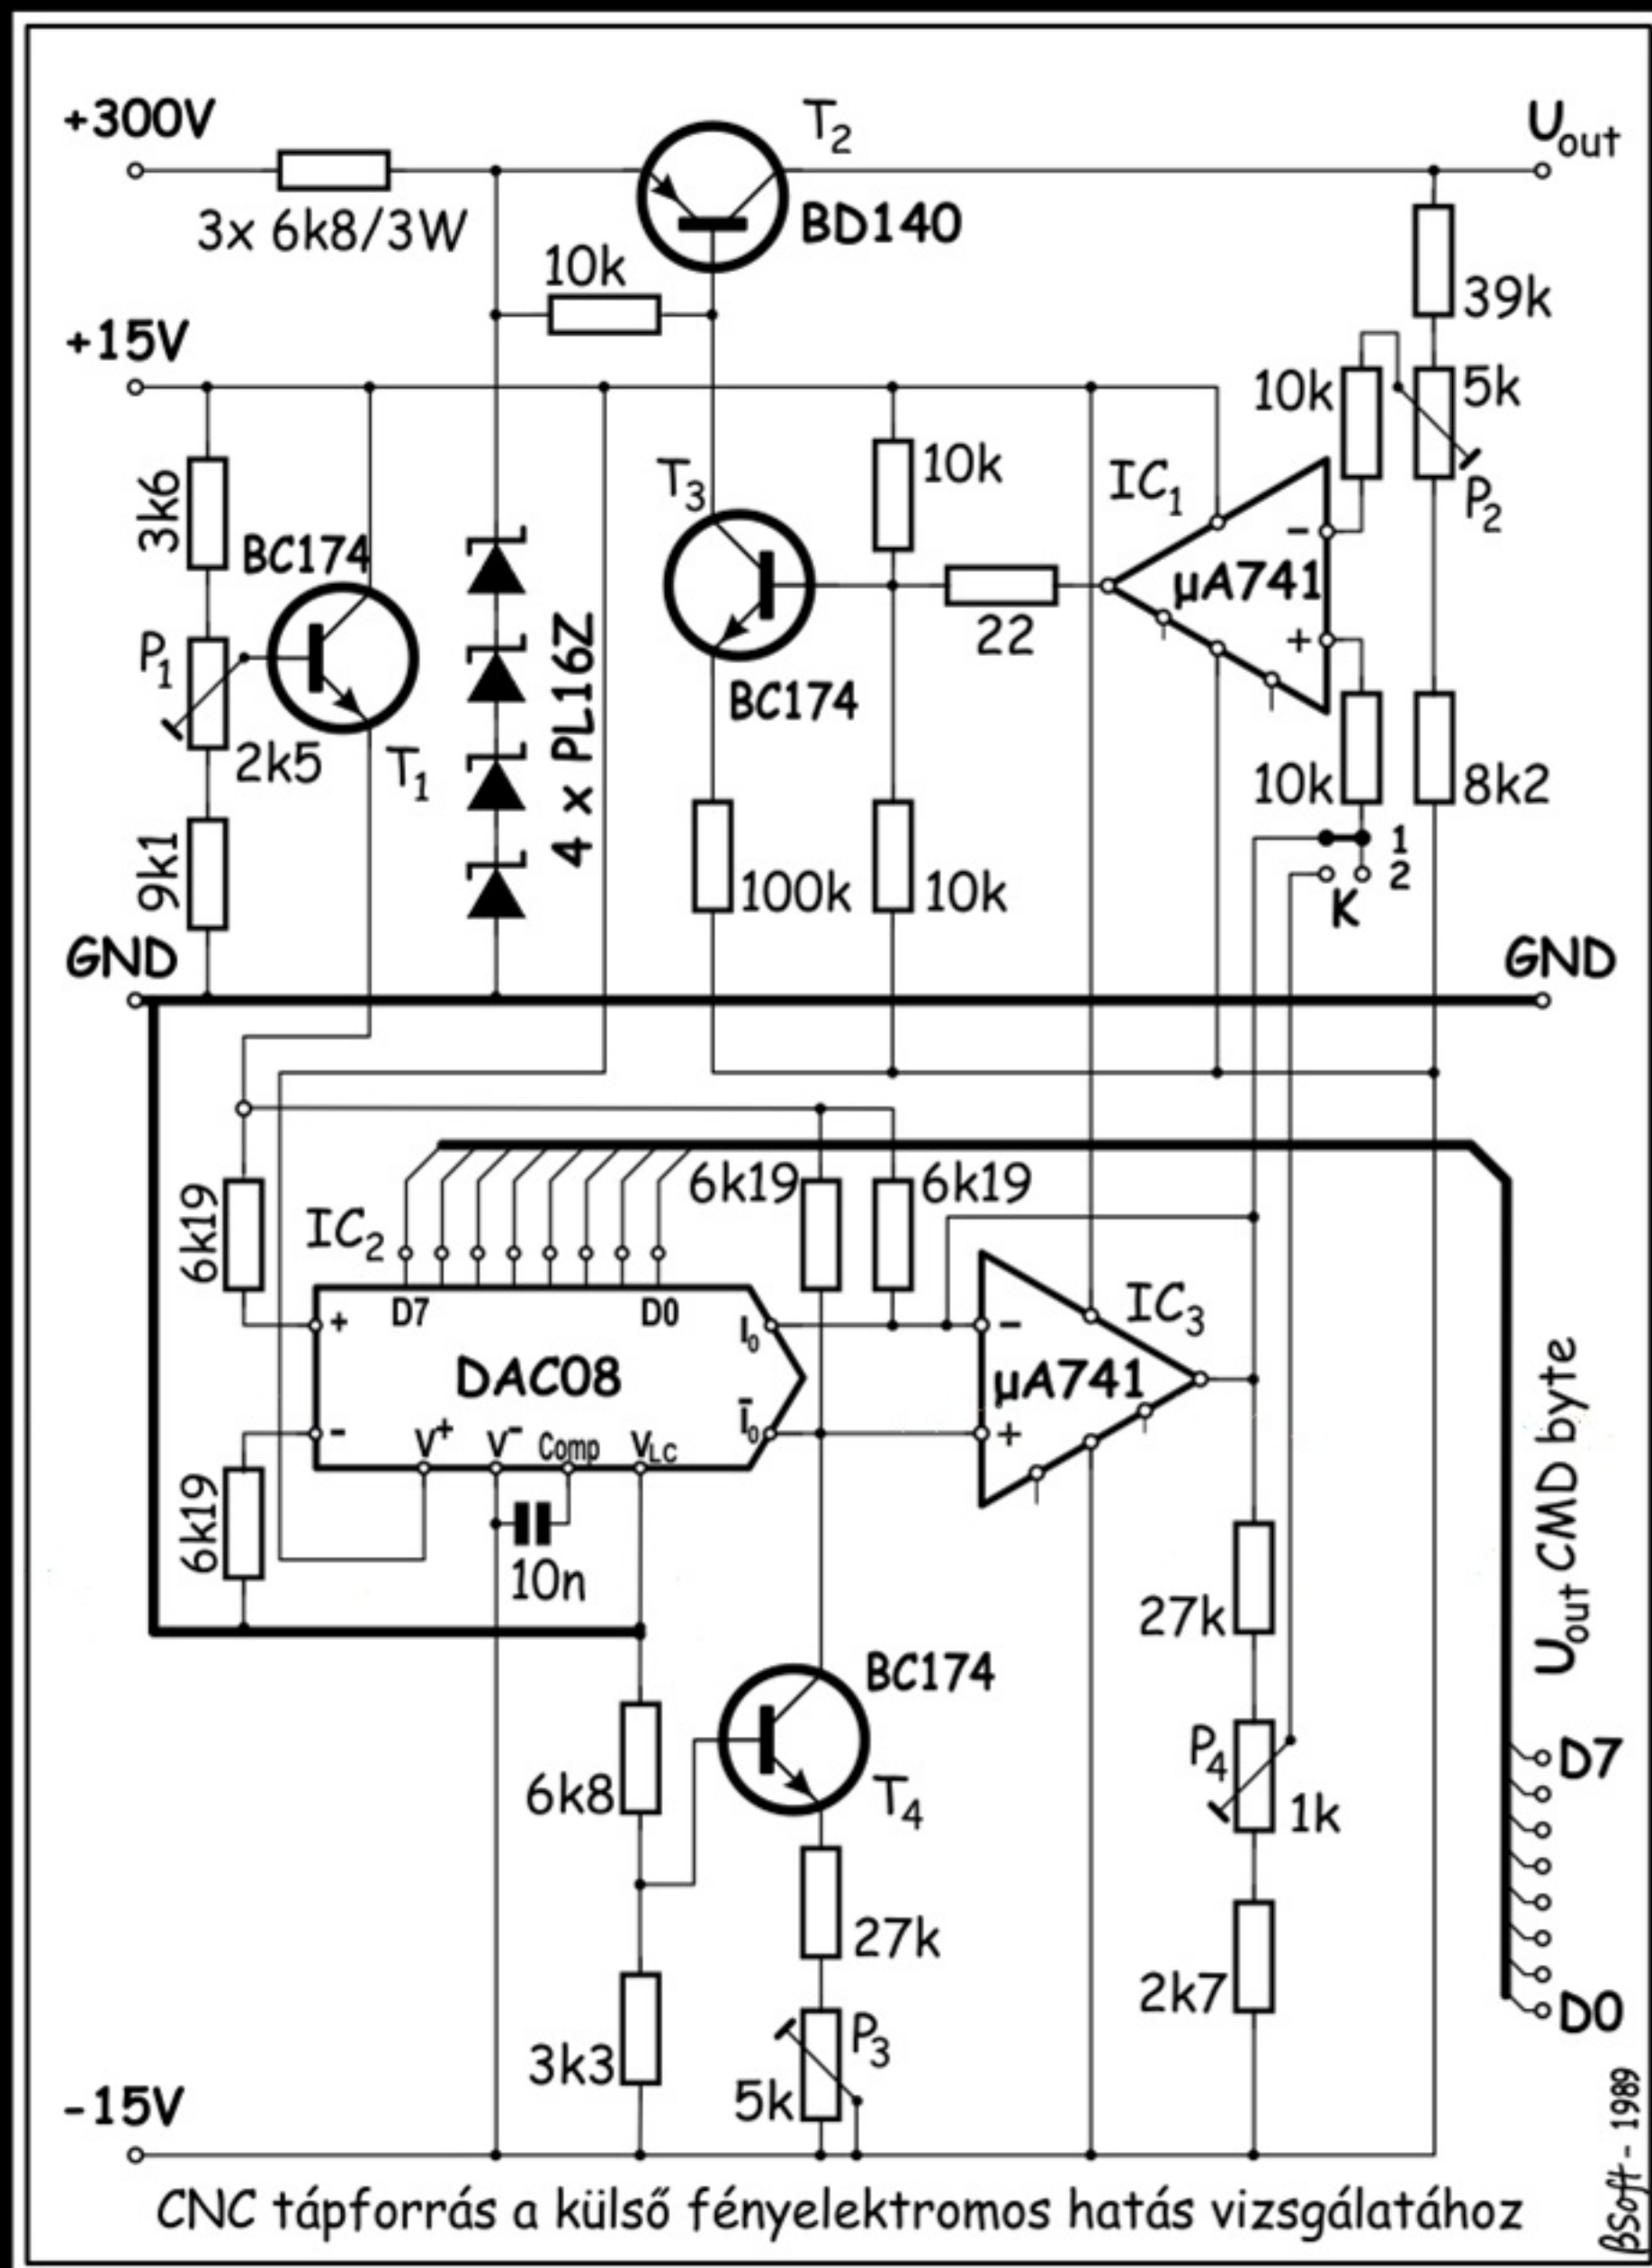 +300V
T2
Uout
3x 6k8/3W
BD140
10k
39k
+15V
10k
5k
T3
10k
IC1
P2
3k6
BC174
-
µA741
22
+
P1
2k5
T1
4 x PL16Z
BC174
10k
8k2
9k1
100k
10k
1
2
K
GND
GND
6k19
6k19
6k19
IC2
D7
D0
IC3
+
I0
-
DAC08
µA741
-
V+
V-
Comp
VLC
I0
+
6k19
10n
27k
Uout CMD byte
BC174
6k8
T4
P4
1k
D7
27k
2k7
3k3
P3
5k
D0
-15V
CNC tápforrás a külső fényelektromos hatás vizsgálatához
BSoft - 1989